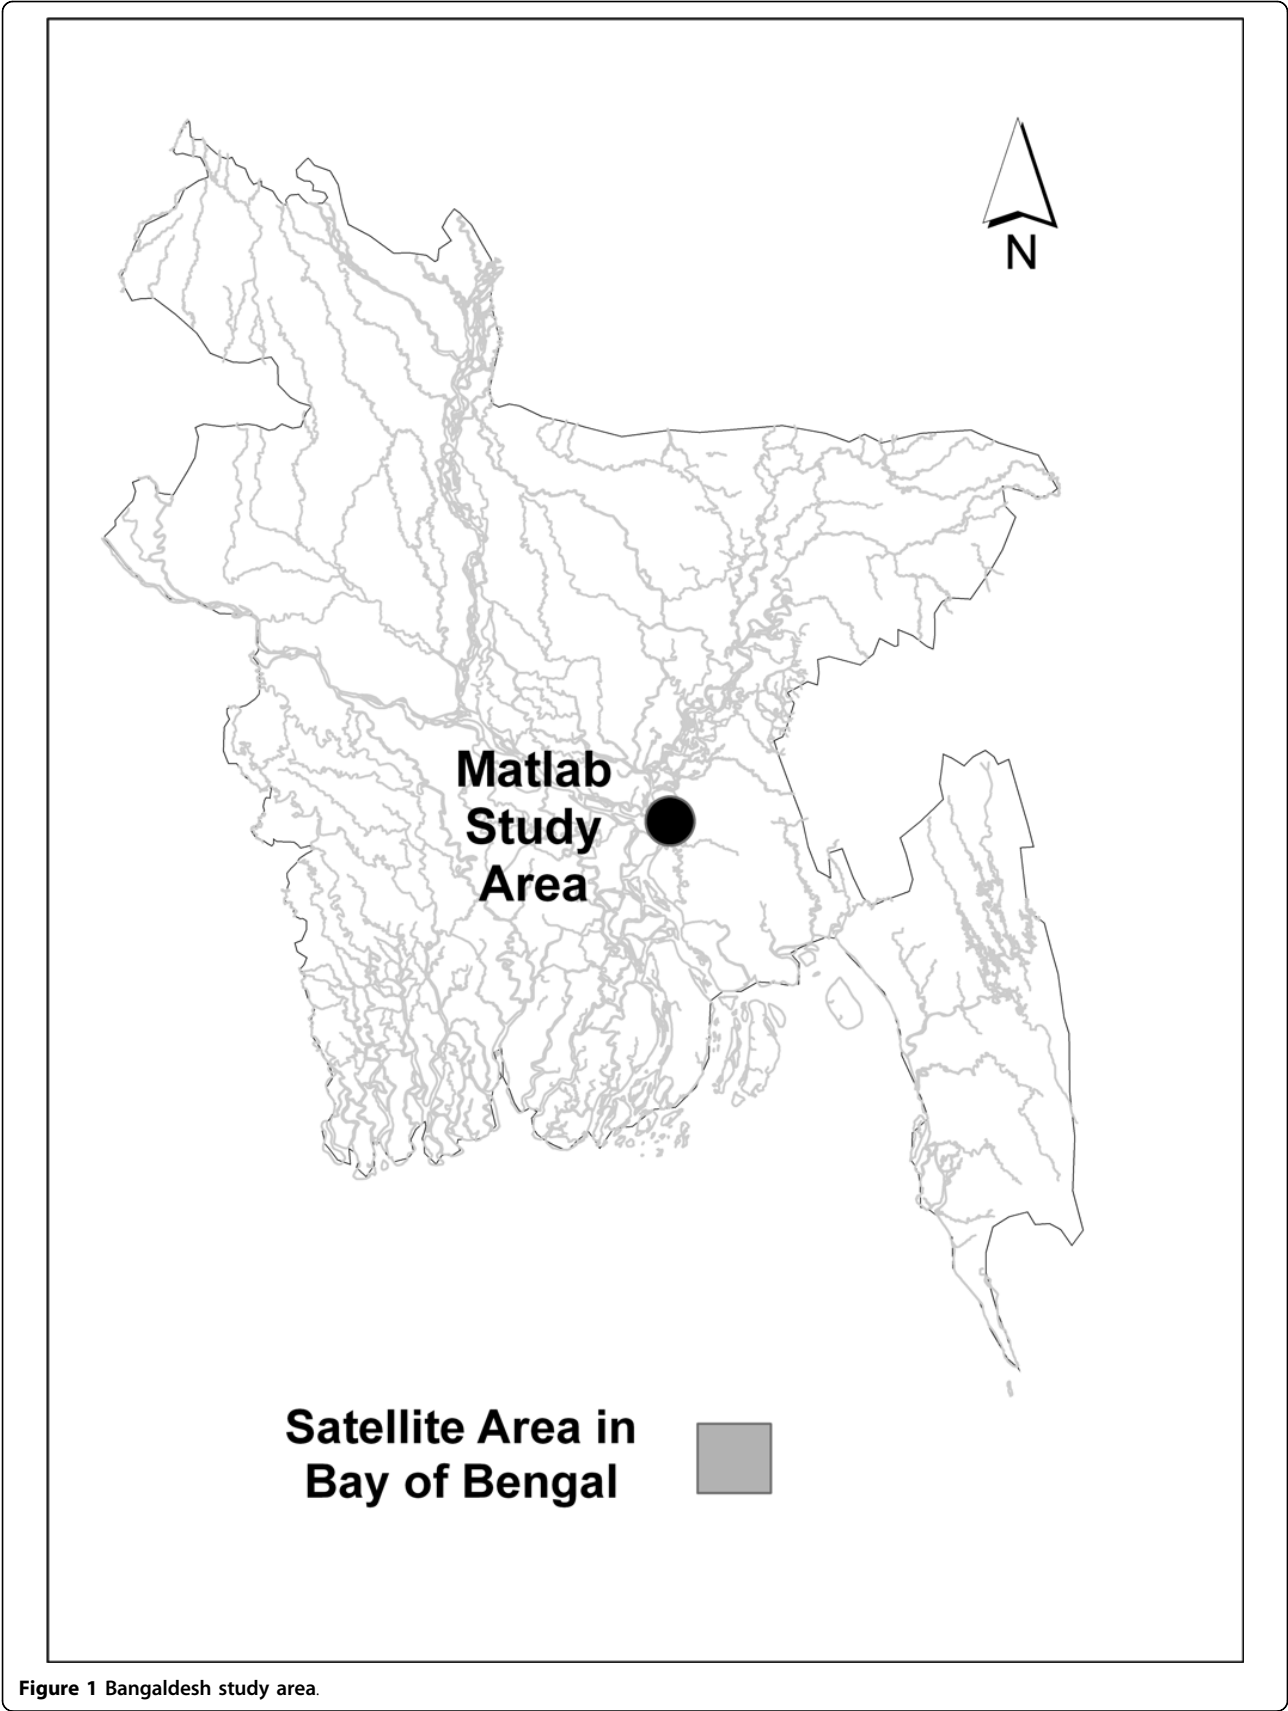 N
Matlab
Study
Area
Satellite Area in
Bay of Bengal
Figure 1 Bangaldesh study area.